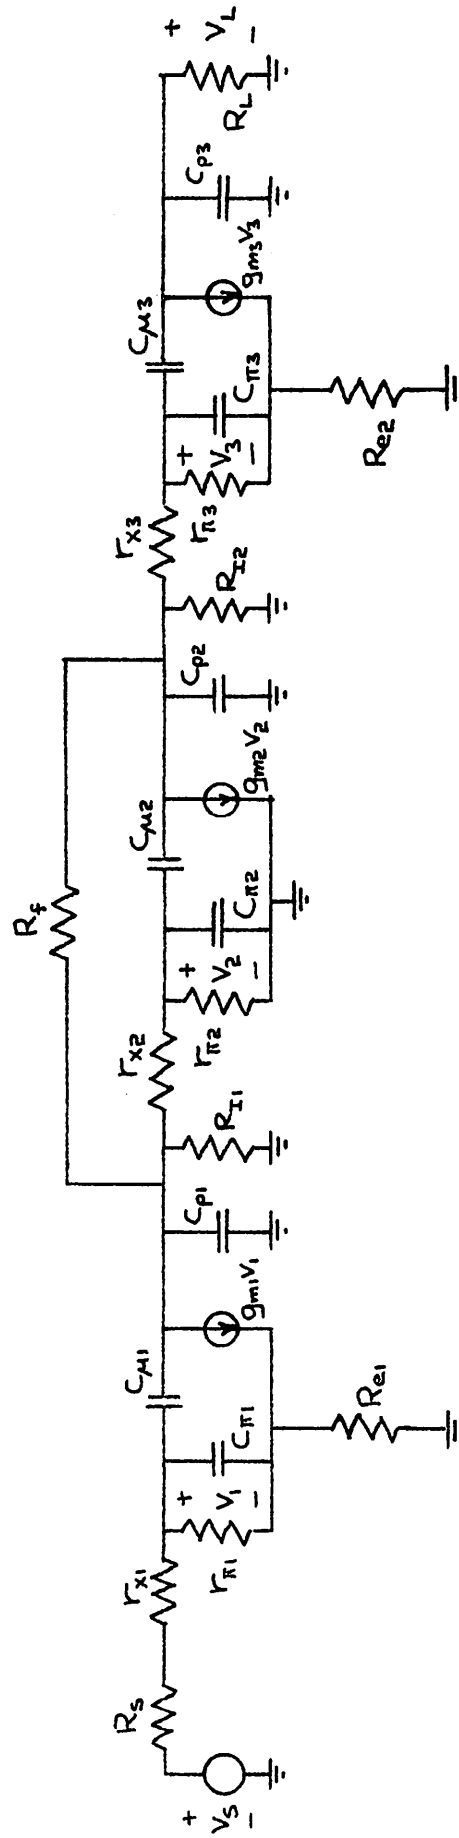 +
V_s
−
R_s
r_x1
r_π1
+
V_1
−
C_π1
C_μ1
g_m1 V_1
R_e1
C_p1
R_I1
R_f
r_x2
r_π2
+
V_2
−
C_π2
C_μ2
g_m2 V_2
C_p2
R_I2
r_x3
r_π3
+
V_3
−
C_π3
C_μ3
g_m3 V_3
R_e2
C_p3
R_L
+
V_L
−